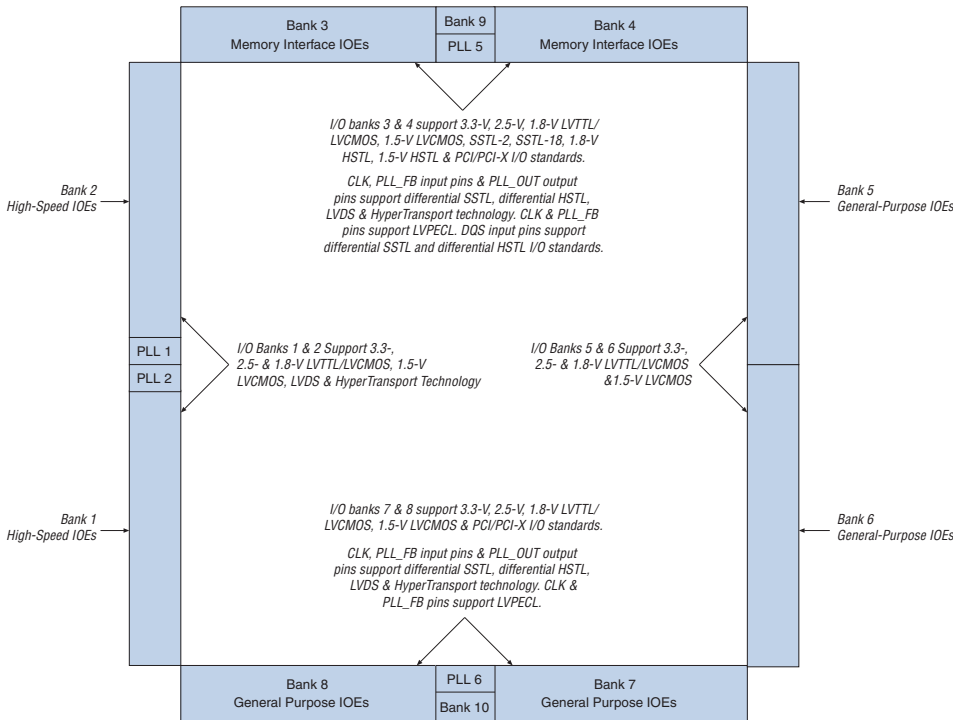 Bank 3
Memory Interface IOEs
Bank 9
PLL 5
Bank 4
Memory Interface IOEs
I/O banks 3 & 4 support 3.3-V, 2.5-V, 1.8-V LVTTL/
LVCMOS, 1.5-V LVCMOS, SSTL-2, SSTL-18, 1.8-V
HSTL, 1.5-V HSTL & PCI/PCI-X I/O standards.
CLK, PLL_FB input pins & PLL_OUT output
pins support differential SSTL, differential HSTL,
LVDS & HyperTransport technology. CLK & PLL_FB
pins support LVPECL. DQS input pins support
differential SSTL and differential HSTL I/O standards.
Bank 2
High-Speed IOEs
Bank 5
General-Purpose IOEs
PLL 1
PLL 2
I/O Banks 1 & 2 Support 3.3-,
2.5- & 1.8-V LVTTL/LVCMOS, 1.5-V
LVCMOS, LVDS & HyperTransport Technology
I/O Banks 5 & 6 Support 3.3-,
2.5- & 1.8-V LVTTL/LVCMOS
&1.5-V LVCMOS
Bank 1
High-Speed IOEs
Bank 6
General-Purpose IOEs
I/O banks 7 & 8 support 3.3-V, 2.5-V, 1.8-V LVTTL/
LVCMOS, 1.5-V LVCMOS & PCI/PCI-X I/O standards.
CLK, PLL_FB input pins & PLL_OUT output
pins support differential SSTL, differential HSTL,
LVDS & HyperTransport technology. CLK &
PLL_FB pins support LVPECL.
Bank 8
General Purpose IOEs
PLL 6
Bank 10
Bank 7
General Purpose IOEs